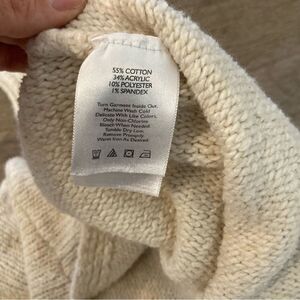 55% COTTON
34% ACRYLIC
10% POLYESTER
1% SPANDEX
Turn Garment Inside Out.
Machine Wash Cold
Delicate With Like Colors.
Only Non-Chlorine
Bleach When Needed
Tumble Dry Low.
Remove Promptly.
Warm Iron As Desired